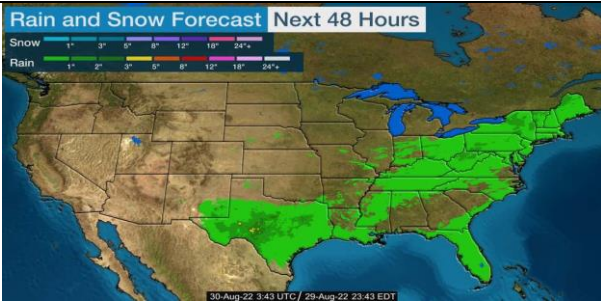 Rain and Snow Forecast Next 48 Hours
Snow 1" 3" 5" 8" 12" 18" 24"+
Rain 1" 2" 3" 5" 8" 12" 18" 24"+
30-Aug-22 3:43 UTC / 29-Aug-22 23:43 EDT